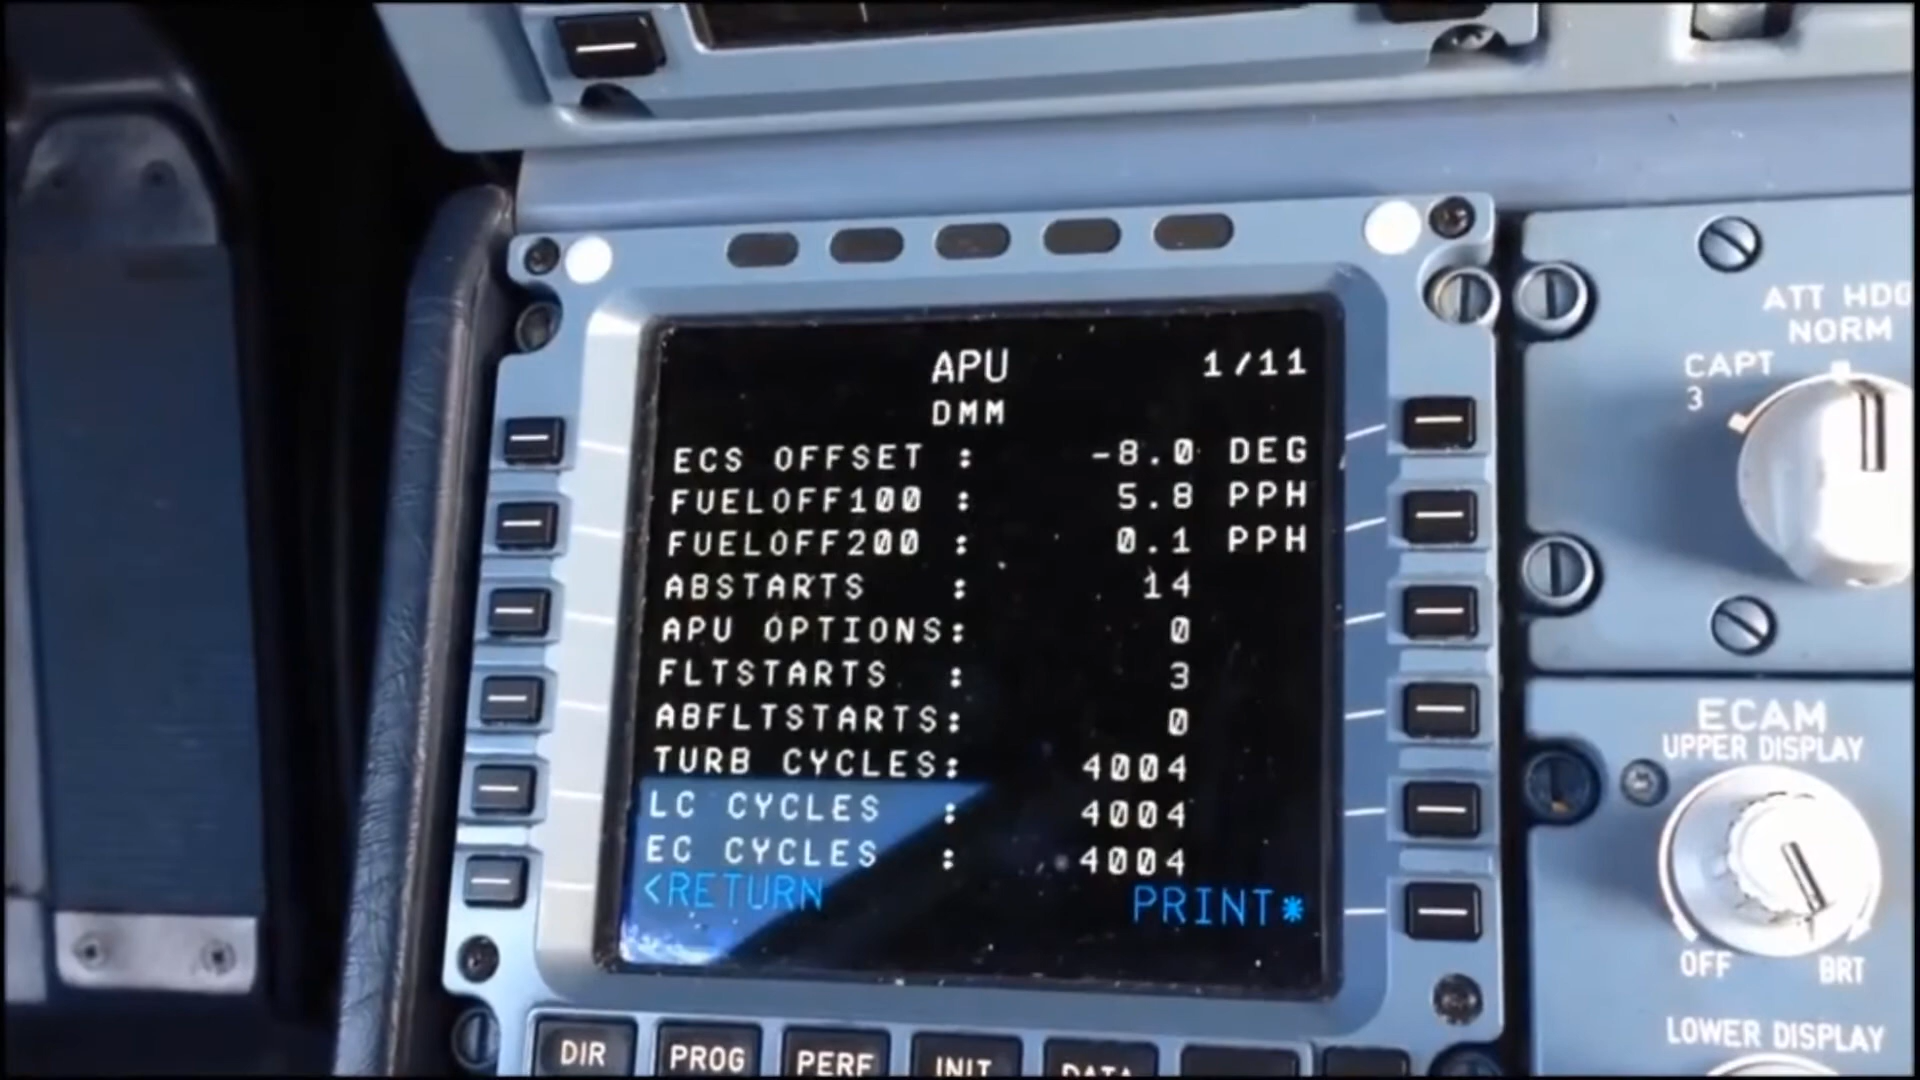 APU 1/11
DMM
ECS OFFSET : -8.0 DEG
FUELOFF100 : 5.8 PPH
FUELOFF200 : 0.1 PPH
ABSTARTS : 14
APU OPTIONS: 0
FLTSTARTS : 3
ABFLTSTARTS: 0
TURB CYCLES: 4004
LC CYCLES : 4004
EC CYCLES : 4004
<RETURN PRINT*
DIR PROG PERF INIT DATA
ATT HDG
NORM
CAPT
3
ECAM
UPPER DISPLAY
OFF BRT
LOWER DISPLAY